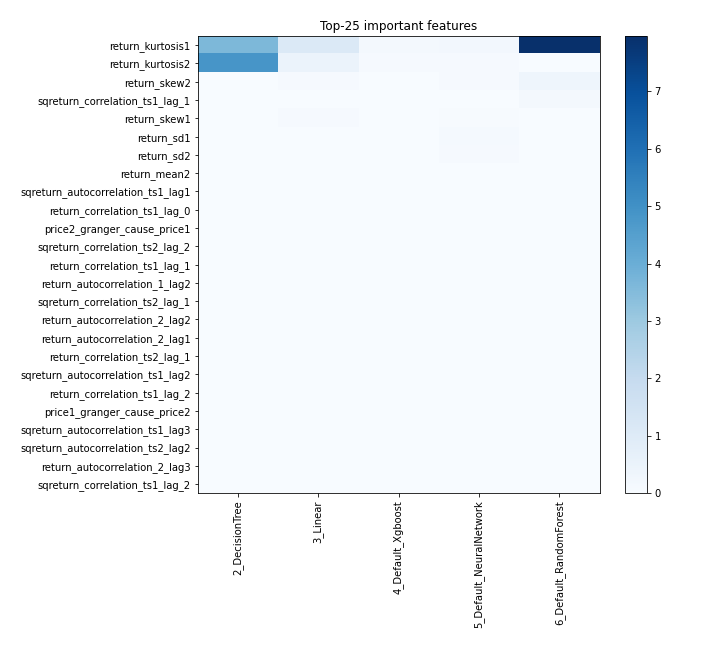 Top-25 important features
return_kurtosis1
return_kurtosis2
return_skew2
sqreturn_correlation_ts1_lag_1
return_skew1
return_sd1
return_sd2
return_mean2
sqreturn_autocorrelation_ts1_lag1
return_correlation_ts1_lag_0
price2_granger_cause_price1
sqreturn_correlation_ts2_lag_2
return_correlation_ts1_lag_1
return_autocorrelation_1_lag2
sqreturn_correlation_ts2_lag_1
return_autocorrelation_2_lag2
return_autocorrelation_2_lag1
return_correlation_ts2_lag_1
sqreturn_autocorrelation_ts1_lag2
return_correlation_ts1_lag_2
price1_granger_cause_price2
sqreturn_autocorrelation_ts1_lag3
sqreturn_autocorrelation_ts2_lag2
return_autocorrelation_2_lag3
sqreturn_correlation_ts1_lag_2
2_DecisionTree
3_Linear
4_Default_Xgboost
5_Default_NeuralNetwork
6_Default_RandomForest
7
6
5
4
3
2
1
0